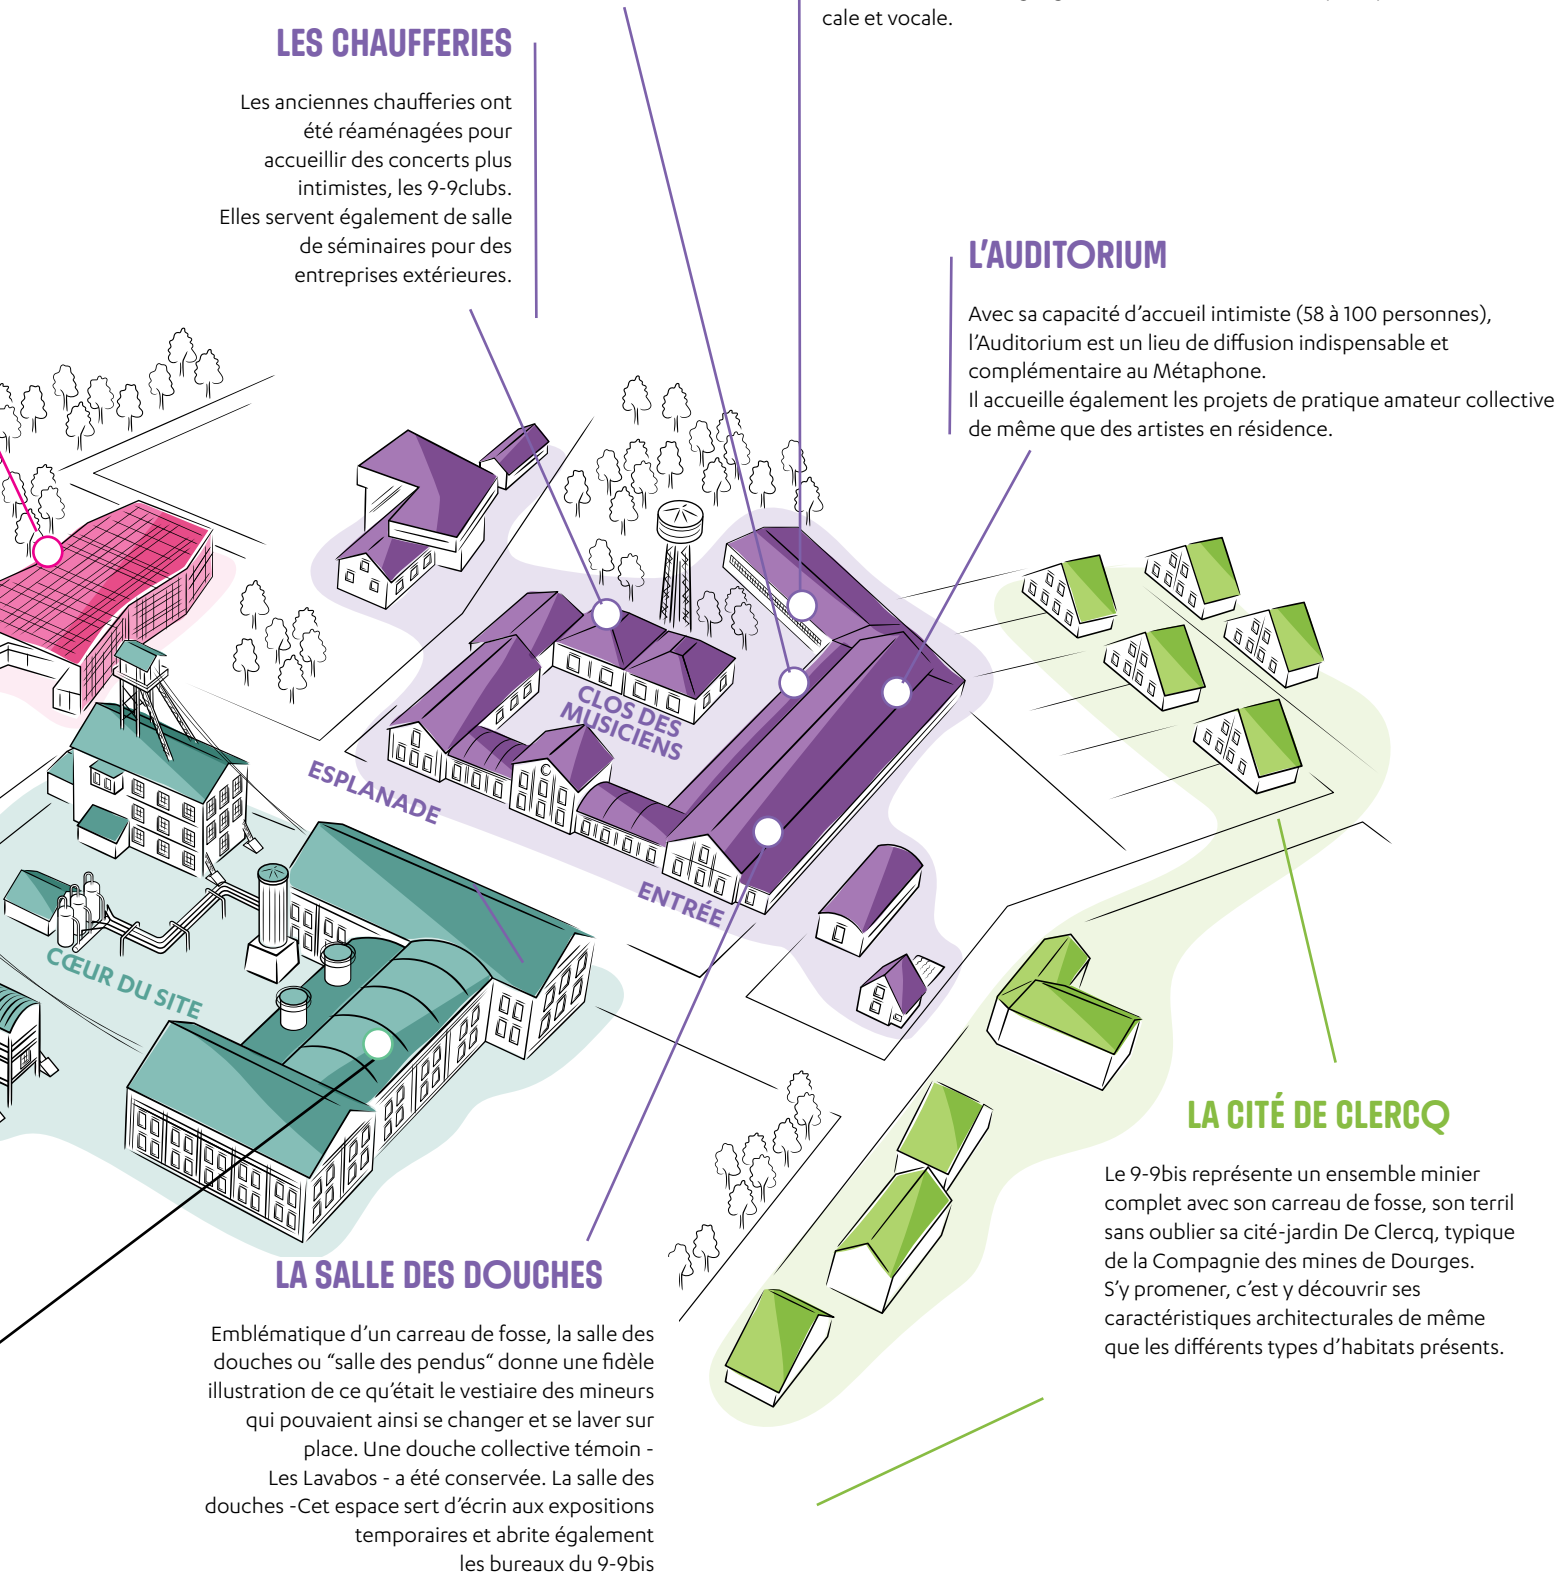 cale et vocale.
LES CHAUFFERIES
Les anciennes chaufferies ont
été réaménagées pour
accueillir des concerts plus
intimistes, les 9-9clubs.
Elles servent également de salle
de séminaires pour des
entreprises extérieures.
L’AUDITORIUM
Avec sa capacité d’accueil intimiste (58 à 100 personnes),
l’Auditorium est un lieu de diffusion indispensable et
complémentaire au Métaphone.
Il accueille également les projets de pratique amateur collective
de même que des artistes en résidence.
CLOS DES
MUSICIENS
ESPLANADE
ENTRÉE
CŒUR DU SITE
LA CITÉ DE CLERCQ
Le 9-9bis représente un ensemble minier
complet avec son carreau de fosse, son terril
sans oublier sa cité-jardin De Clercq, typique
de la Compagnie des mines de Dourges.
S’y promener, c’est y découvrir ses
caractéristiques architecturales de même
que les différents types d’habitats présents.
LA SALLE DES DOUCHES
Emblématique d’un carreau de fosse, la salle des
douches ou “salle des pendus“ donne une fidèle
illustration de ce qu’était le vestiaire des mineurs
qui pouvaient ainsi se changer et se laver sur
place. Une douche collective témoin -
Les Lavabos - a été conservée. La salle des
douches -Cet espace sert d’écrin aux expositions
temporaires et abrite également
les bureaux du 9-9bis